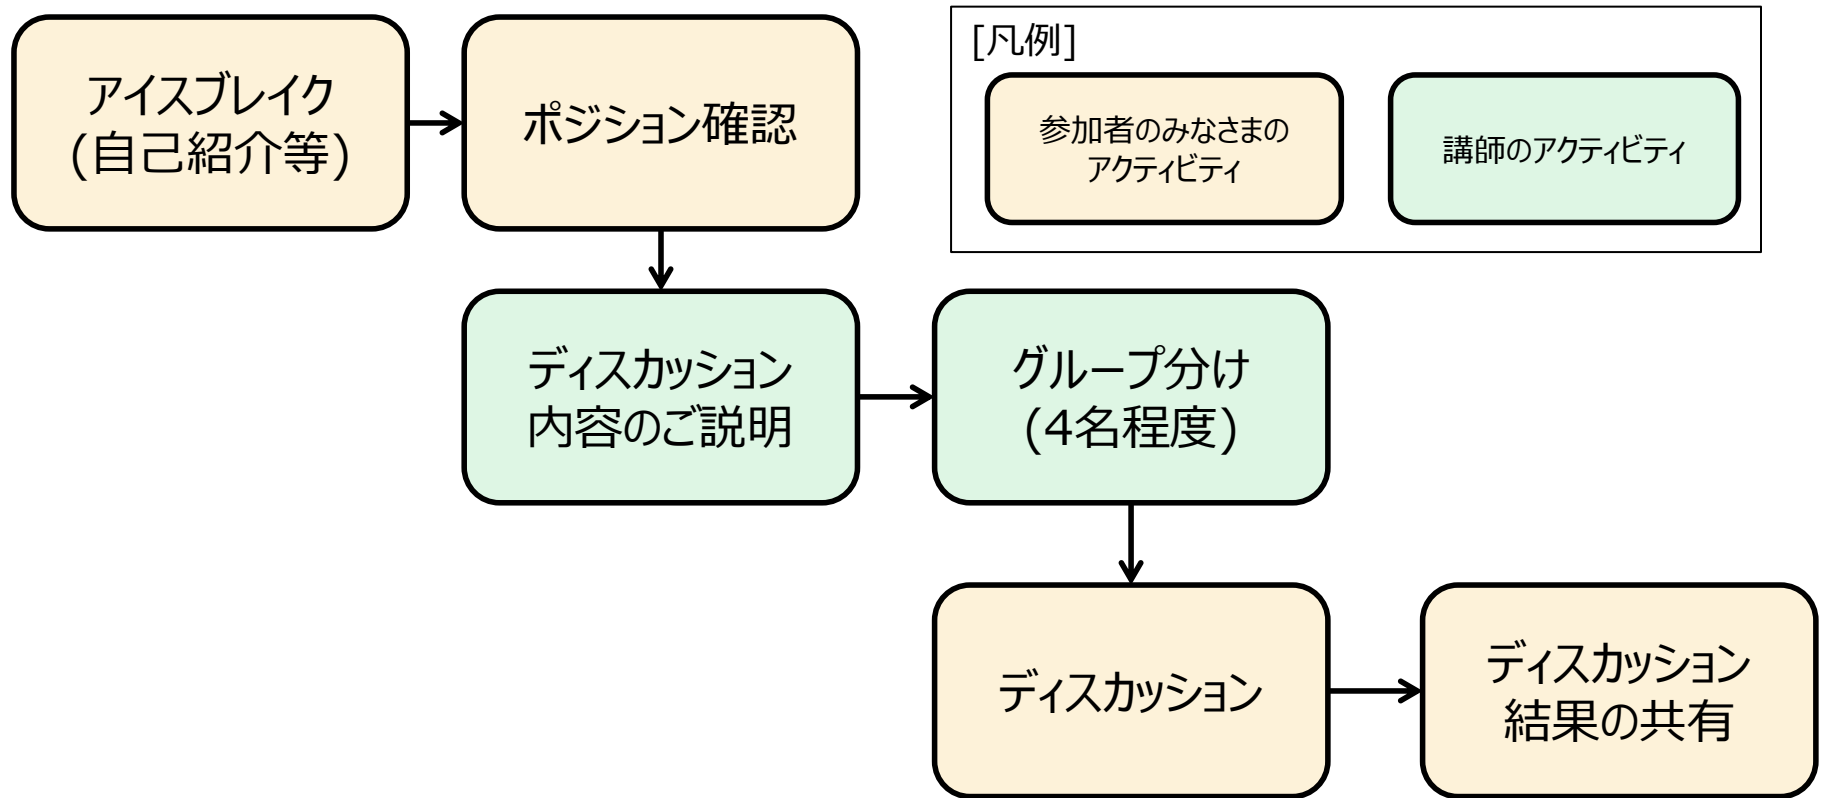 アイスブレイク
(自己紹介等)
ポジション確認
[凡例]
参加者のみなさまの
アクティビティ
講師のアクティビティ
ディスカッション
内容のご説明
グループ分け
(4名程度)
ディスカッション
ディスカッション
結果の共有